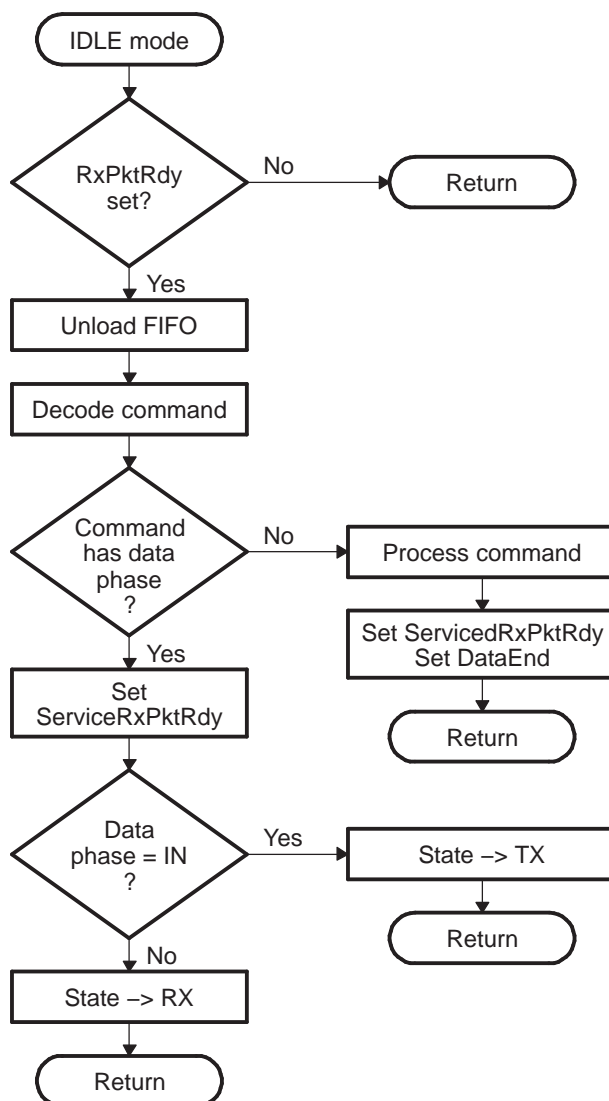 IDLE mode
RxPktRdy
set?
No
Return
Yes
Unload FIFO
Decode command
Command
has data
phase
?
No
Process command
Set ServicedRxPktRdy
Set DataEnd
Return
Yes
Set
ServiceRxPktRdy
Data
phase = IN
?
Yes
State −> TX
Return
No
State −> RX
Return